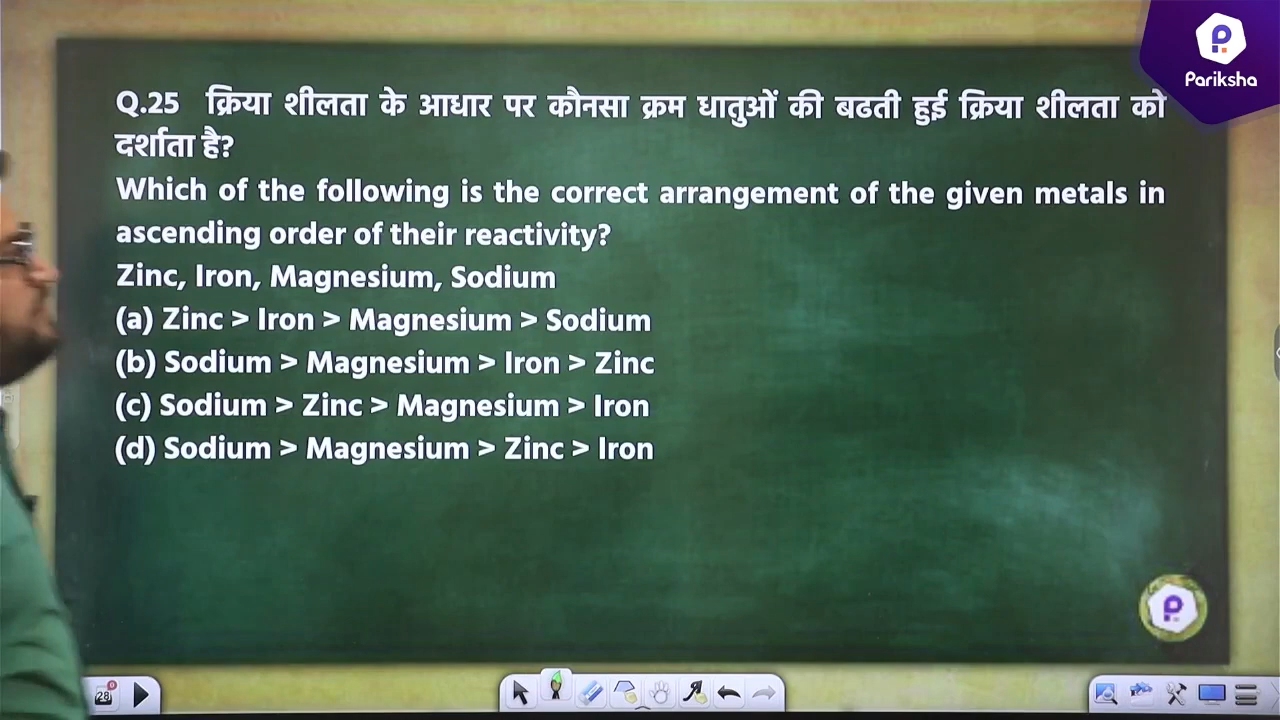 Pariksha
Q.25 क्रिया शीलता के आधार पर कौनसा क्रम धातुओं की बढती हुई क्रिया शीलता को
दर्शाता है?
Which of the following is the correct arrangement of the given metals in
ascending order of their reactivity?
Zinc, Iron, Magnesium, Sodium
(a) Zinc > Iron > Magnesium > Sodium
(b) Sodium > Magnesium > Iron > Zinc
(c) Sodium > Zinc > Magnesium > Iron
(d) Sodium > Magnesium > Zinc > Iron
28